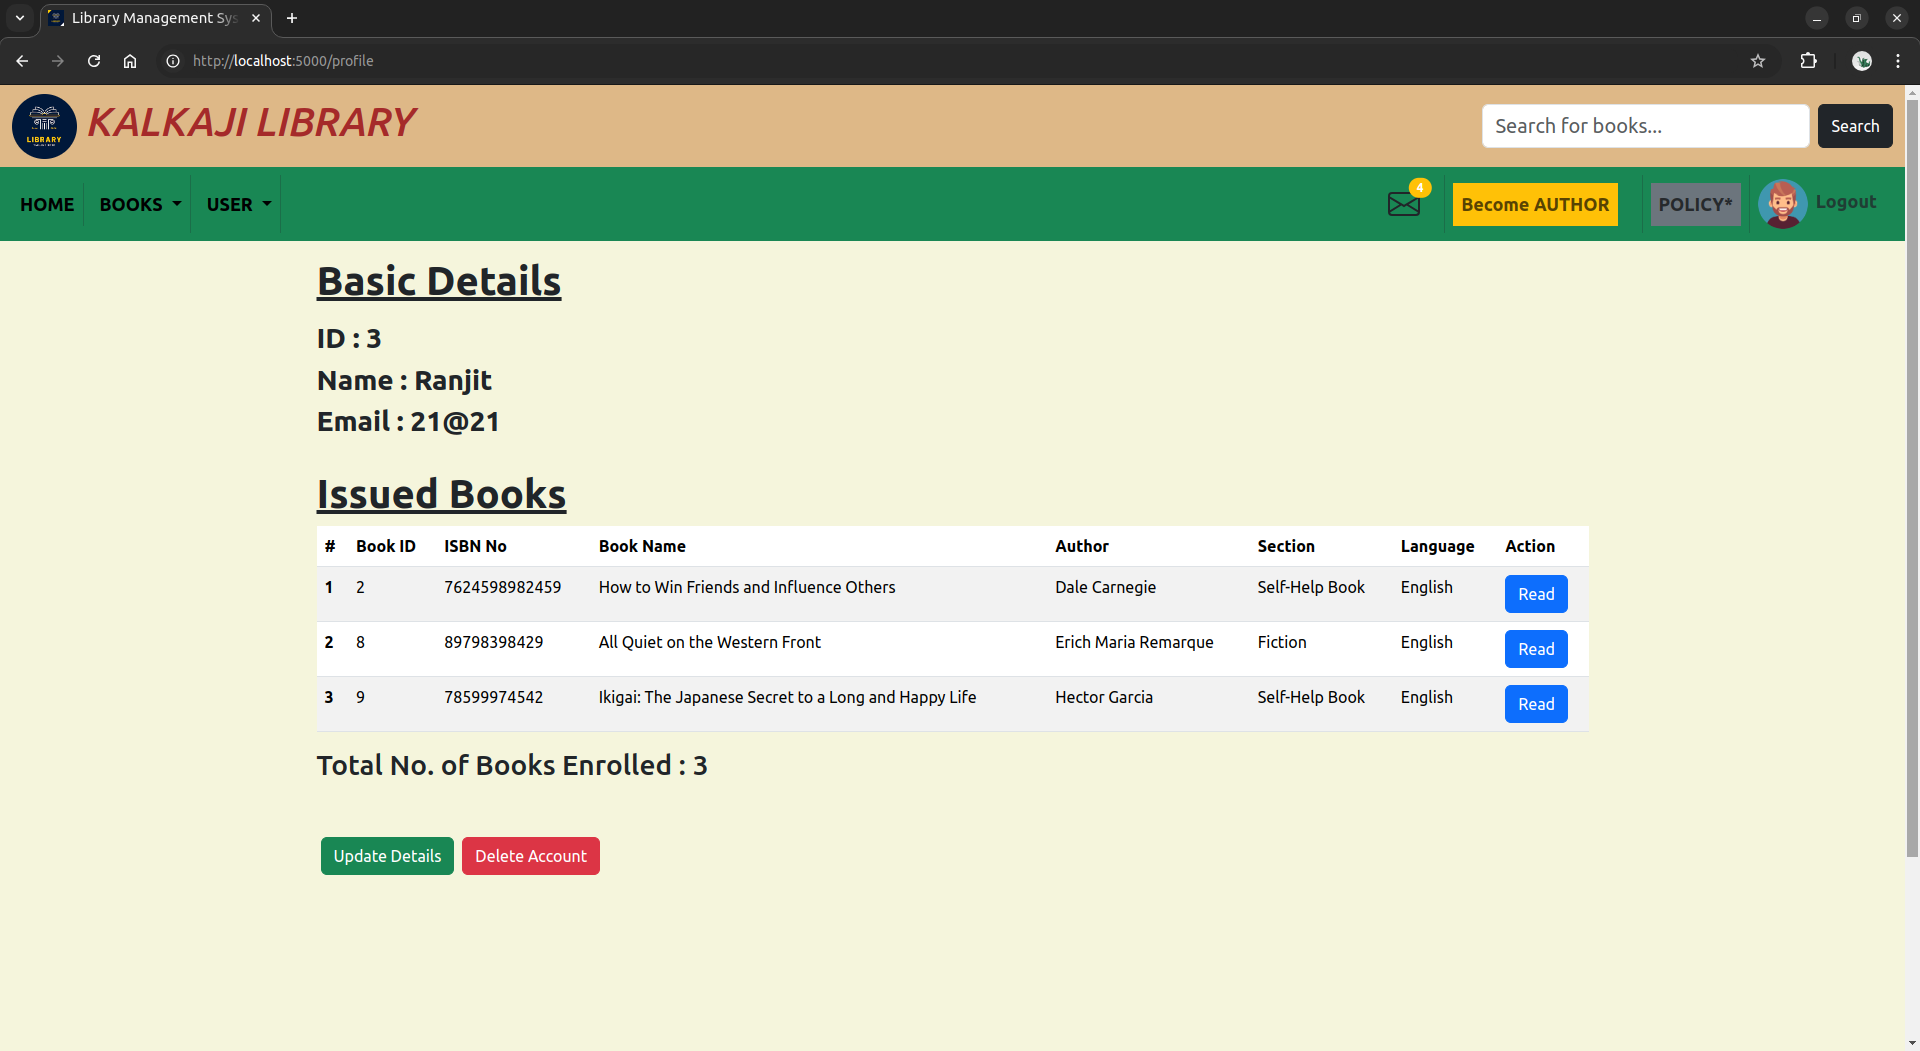 Library Management Sys
http://localhost:5000/profile
LIBRARY
KALKAJI LIBRARY
Search for books...
Search
HOME BOOKS USER
4
Become AUTHOR
POLICY*
Logout
Basic Details
ID : 3
Name : Ranjit
Email : 21@21
Issued Books
# Book ID ISBN No Book Name Author Section Language Action
1 2 7624598982459 How to Win Friends and Influence Others Dale Carnegie Self-Help Book English Read
2 8 89798398429 All Quiet on the Western Front Erich Maria Remarque Fiction English Read
3 9 78599974542 Ikigai: The Japanese Secret to a Long and Happy Life Hector Garcia Self-Help Book English Read
Total No. of Books Enrolled : 3
Update Details Delete Account